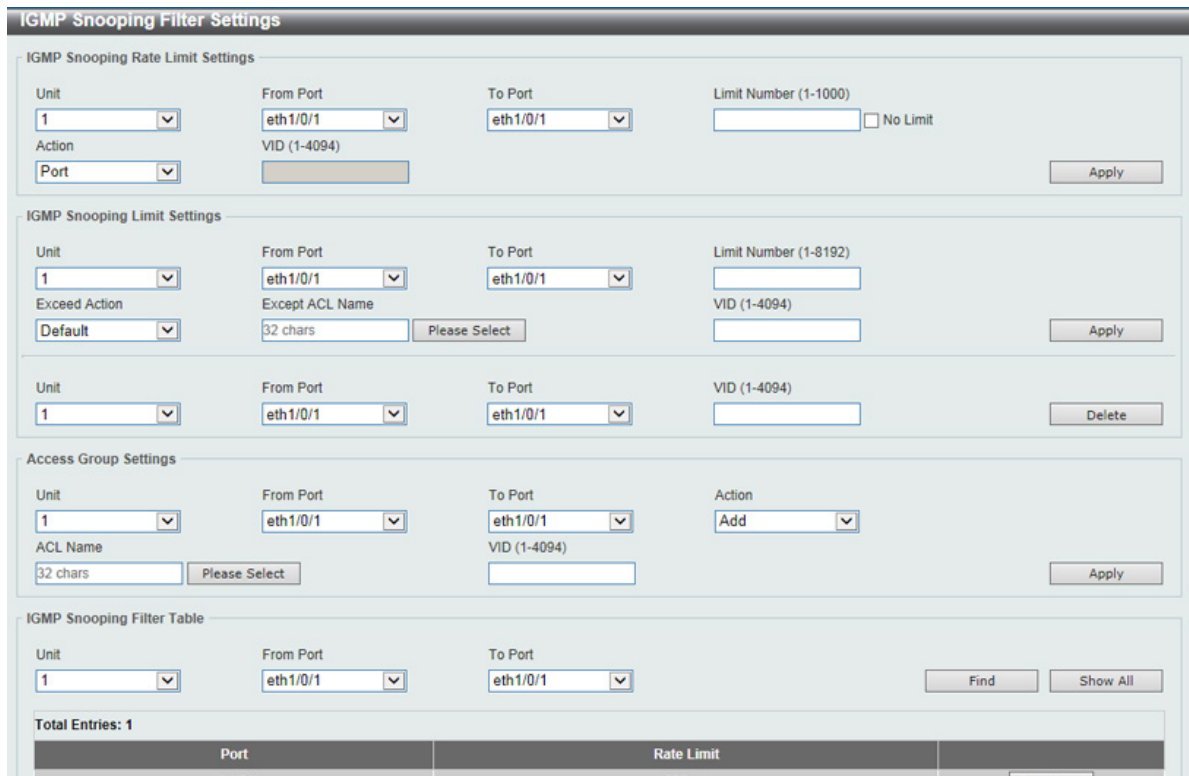 IGMP Snooping Filter Settings
IGMP Snooping Rate Limit Settings
Unit From Port To Port Limit Number (1-1000)
1 eth1/0/1 eth1/0/1 No Limit
Action VID (1-4094)
Port Apply
IGMP Snooping Limit Settings
Unit From Port To Port Limit Number (1-8192)
1 eth1/0/1 eth1/0/1
Exceed Action Except ACL Name VID (1-4094)
Default 32 chars Please Select Apply
Unit From Port To Port VID (1-4094)
1 eth1/0/1 eth1/0/1 Delete
Access Group Settings
Unit From Port To Port Action
1 eth1/0/1 eth1/0/1 Add
ACL Name VID (1-4094)
32 chars Please Select Apply
IGMP Snooping Filter Table
Unit From Port To Port
1 eth1/0/1 eth1/0/1 Find Show All
Total Entries: 1
Port Rate Limit